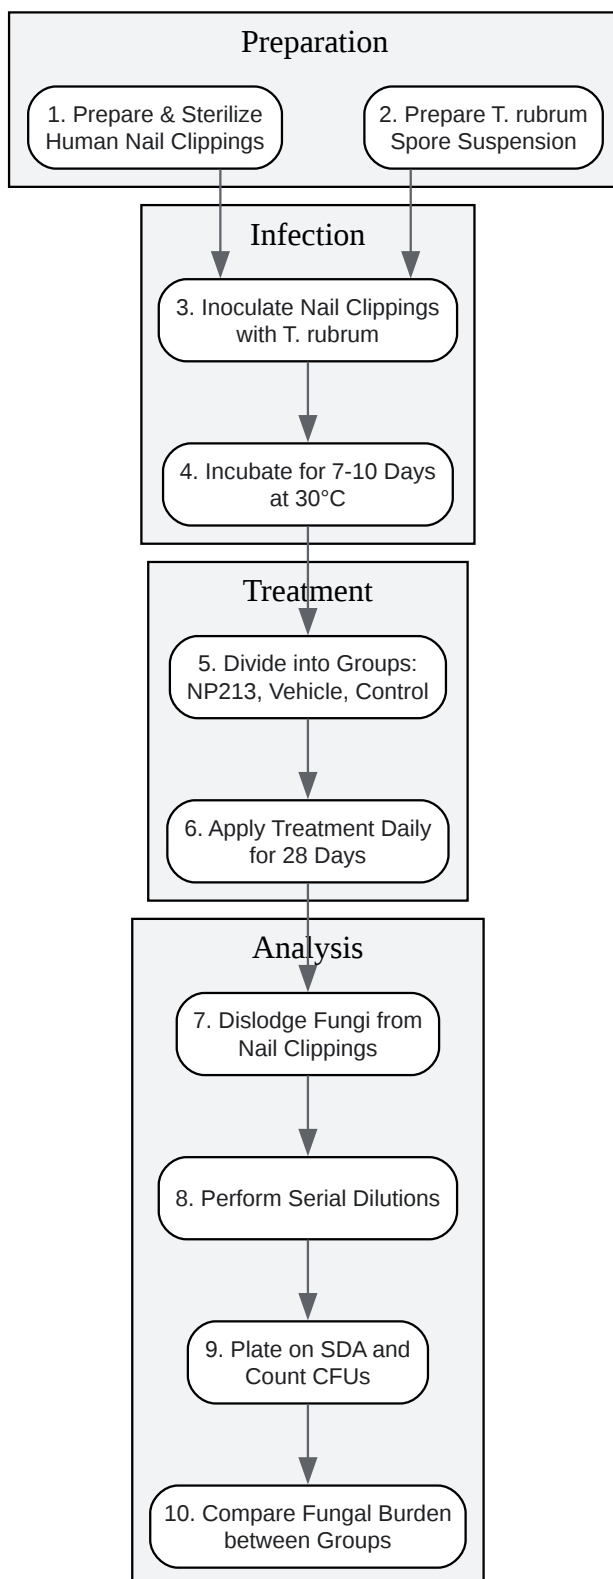 Preparation
1. Prepare & Sterilize
Human Nail Clippings
2. Prepare T. rubrum
Spore Suspension
Infection
3. Inoculate Nail Clippings
with T. rubrum
4. Incubate for 7-10 Days
at 30°C
Treatment
5. Divide into Groups:
NP213, Vehicle, Control
6. Apply Treatment Daily
for 28 Days
Analysis
7. Dislodge Fungi from
Nail Clippings
8. Perform Serial Dilutions
9. Plate on SDA and
Count CFUs
10. Compare Fungal Burden
between Groups